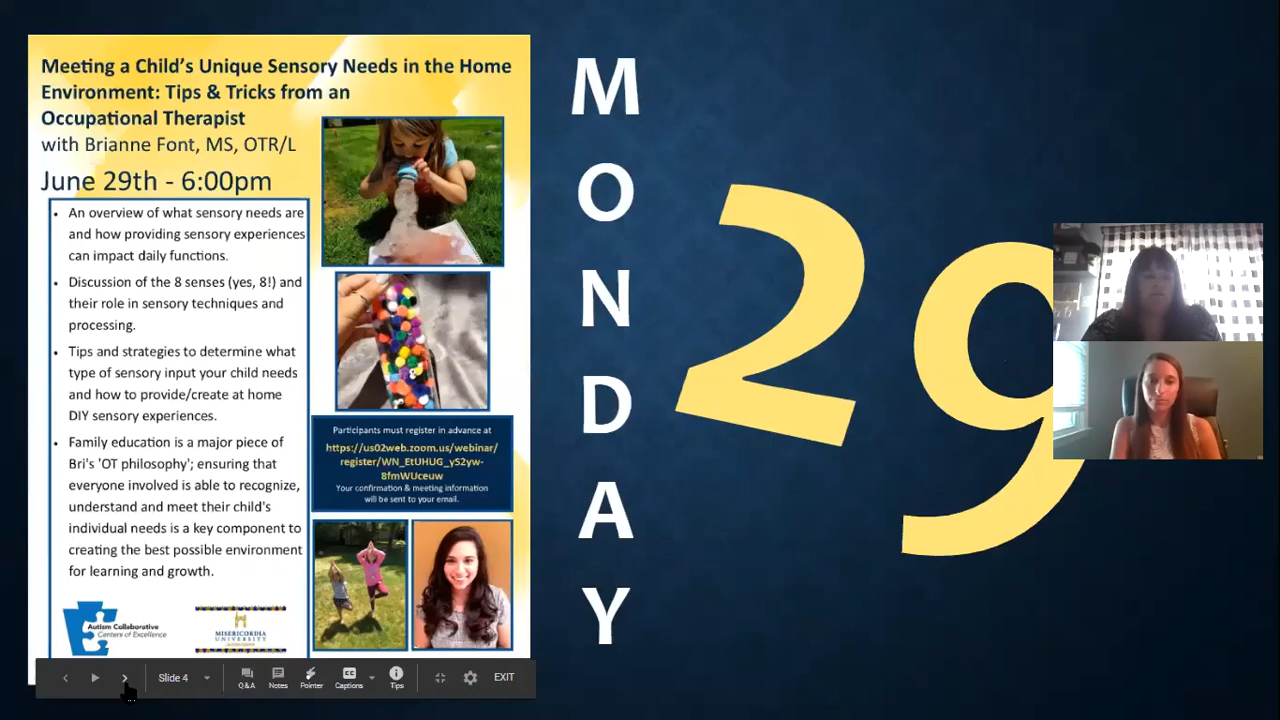 Meeting a Child's Unique Sensory Needs in the Home
Environment: Tips & Tricks from an
Occupational Therapist
with Brianne Font, MS, OTR/L
June 29th - 6:00pm
• An overview of what sensory needs are
and how providing sensory experiences
can impact daily functions.
• Discussion of the 8 senses (yes, 8!) and
their role in sensory techniques and
processing.
• Tips and strategies to determine what
type of sensory input your child needs
and how to provide/create at home
DIY sensory experiences.
• Family education is a major piece of
Bri's 'OT philosophy'; ensuring that
everyone involved is able to recognize,
understand and meet their child's
individual needs is a key component to
creating the best possible environment
for learning and growth.
Participants must register in advance at
https://us02web.zoom.us/webinar/
register/WN_EtUHUG_yS2yw-
8fmWUceuw
Your confirmation & meeting information
will be sent to your email.
Autism Collaborative
Centers of Excellence
MISERICORDIA
UNIVERSITY
MONDAY
29
Slide 4
Q&A
Notes
Pointer
CC
Captions
Tips
EXIT